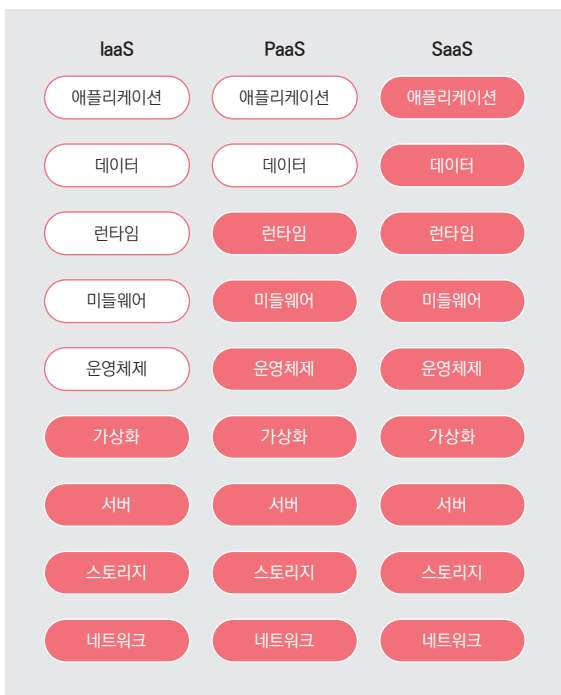 IaaS PaaS SaaS
애플리케이션 애플리케이션 애플리케이션
데이터 데이터 데이터
런타임 런타임 런타임
미들웨어 미들웨어 미들웨어
운영체제 운영체제 운영체제
가상화 가상화 가상화
서버 서버 서버
스토리지 스토리지 스토리지
네트워크 네트워크 네트워크